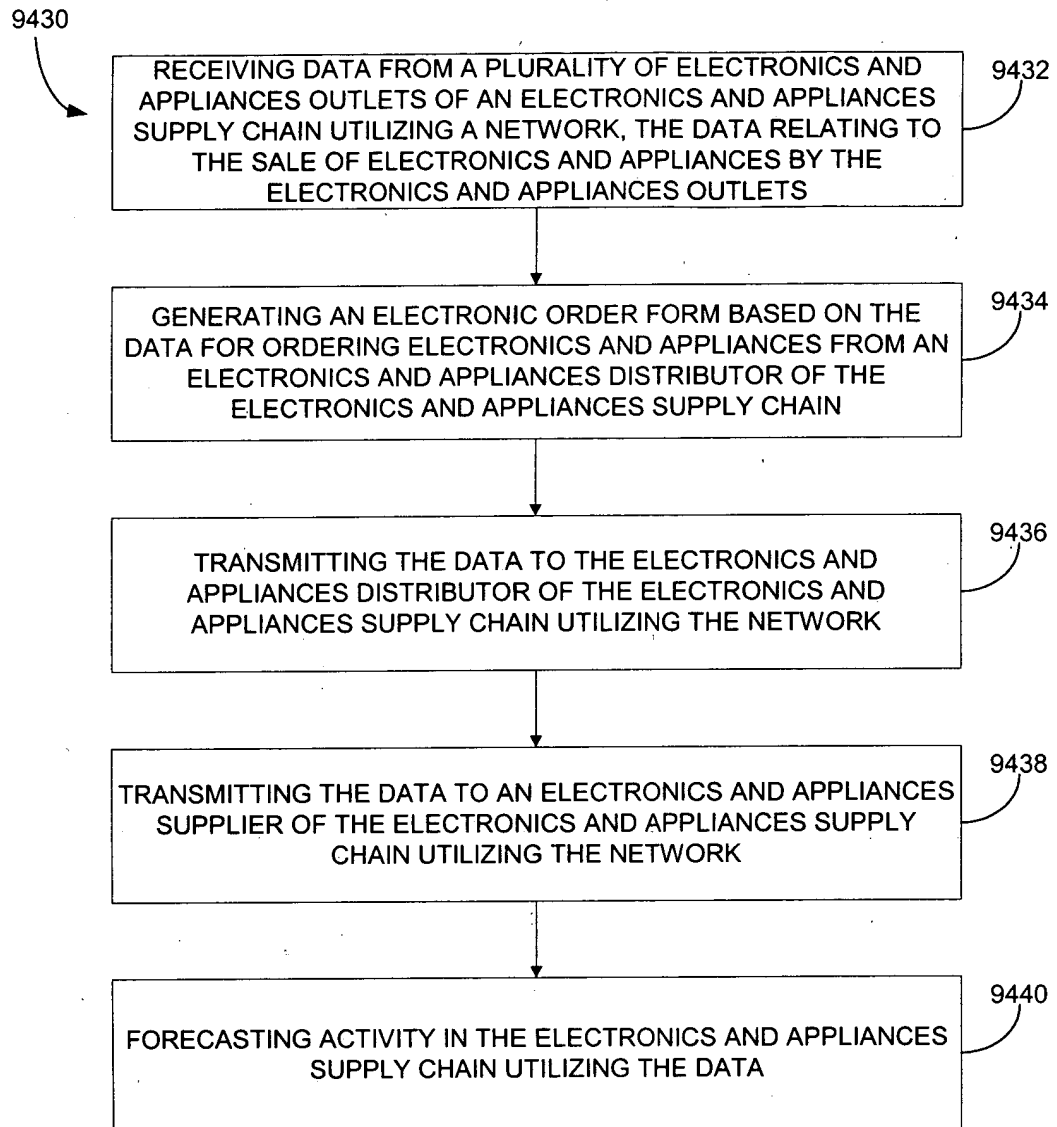 9430
RECEIVING DATA FROM A PLURALITY OF ELECTRONICS AND
APPLIANCES OUTLETS OF AN ELECTRONICS AND APPLIANCES
SUPPLY CHAIN UTILIZING A NETWORK, THE DATA RELATING TO
THE SALE OF ELECTRONICS AND APPLIANCES BY THE
ELECTRONICS AND APPLIANCES OUTLETS
9432
GENERATING AN ELECTRONIC ORDER FORM BASED ON THE
DATA FOR ORDERING ELECTRONICS AND APPLIANCES FROM AN
ELECTRONICS AND APPLIANCES DISTRIBUTOR OF THE
ELECTRONICS AND APPLIANCES SUPPLY CHAIN
9434
TRANSMITTING THE DATA TO THE ELECTRONICS AND
APPLIANCES DISTRIBUTOR OF THE ELECTRONICS AND
APPLIANCES SUPPLY CHAIN UTILIZING THE NETWORK
9436
TRANSMITTING THE DATA TO AN ELECTRONICS AND APPLIANCES
SUPPLIER OF THE ELECTRONICS AND APPLIANCES SUPPLY
CHAIN UTILIZING THE NETWORK
9438
FORECASTING ACTIVITY IN THE ELECTRONICS AND APPLIANCES
SUPPLY CHAIN UTILIZING THE DATA
9440